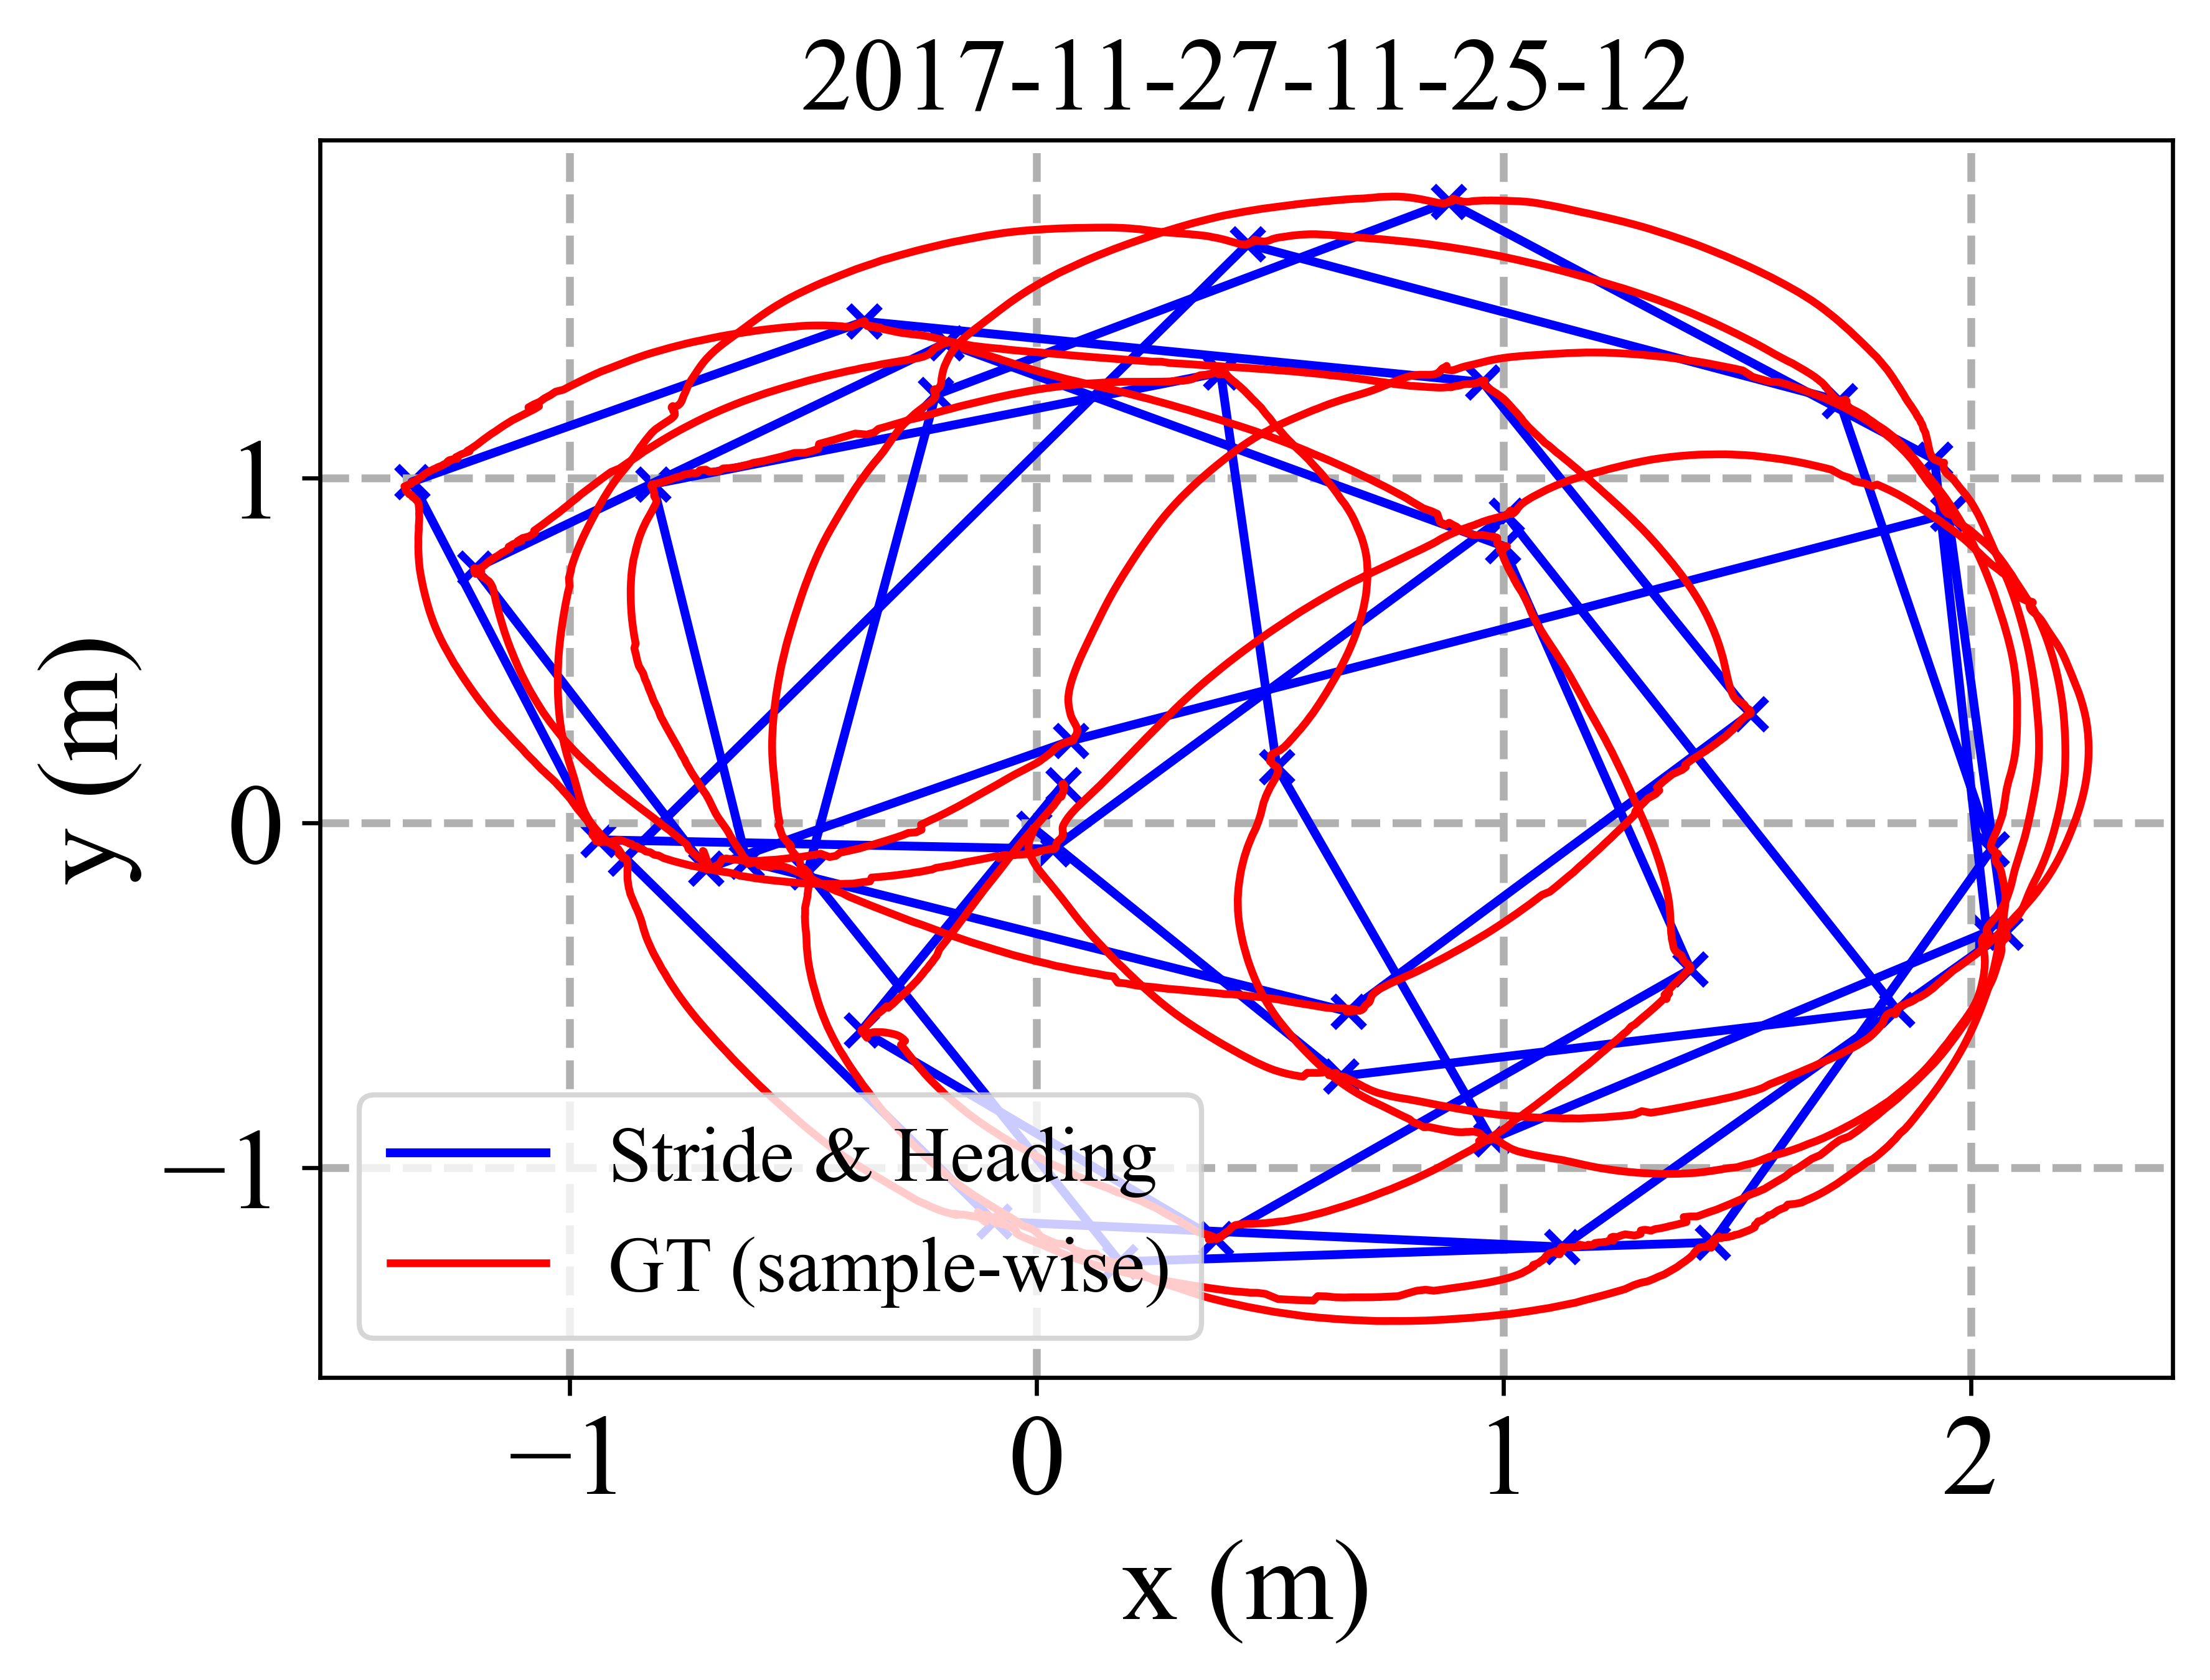 2017-11-27-11-25-12
y (m)
1
0
−1
Stride & Heading
GT (sample-wise)
−1 0 1 2
x (m)